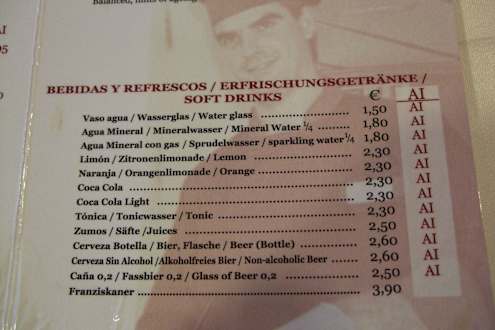 Balanced,
AI
95
BEBIDAS Y REFRESCOS / ERFRISCHUNGSGETRÄNKE /
SOFT DRINKS € AI
Vaso agua / Wasserglas / Water glass ........................ 1,50 AI
Agua Mineral / Mineralwasser / Mineral Water ¼ ......... 1,80 AI
Agua Mineral con gas / Sprudelwasser / sparkling water¼ 1,80 AI
Limón / Zitronenlimonade / Lemon ........................... 2,30 AI
Naranja / Orangenlimonade / Orange ......................... 2,30 AI
Coca Cola .................................................. 2,30 AI
Coca Cola Light ............................................ 2,30 AI
Tónica / Tonicwasser / Tonic ............................... 2,30 AI
Zumos / Säfte /Juices ...................................... 2,50 AI
Cerveza Botella / Bier, Flasche / Beer (Bottle) ............ 2,60 AI
Cerveza Sin Alcohol /Alkoholfreies Bier / Non-alcoholic Beer ....... 2,60 AI
Caña 0,2 / Fassbier 0,2 / Glass of Beer 0,2 ................ 2,50 AI
Franziskaner ............................................... 3,90